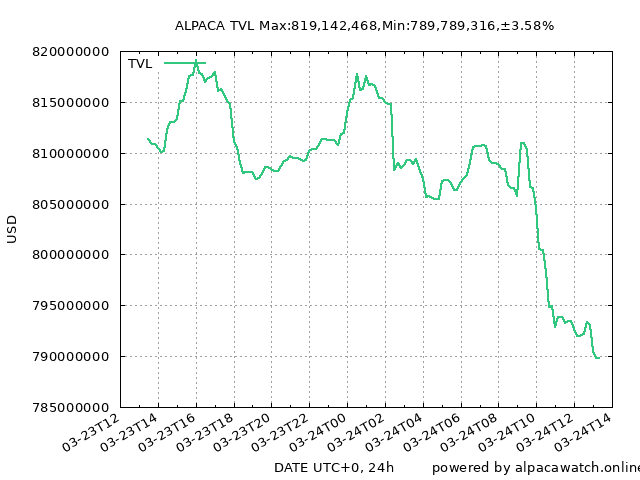 ALPACA TVL Max:819,142,468,Min:789,789,316,±3.58%
TVL
820000000
815000000
810000000
805000000
800000000
795000000
790000000
785000000
USD
03-23T12
03-23T14
03-23T16
03-23T18
03-23T20
03-23T22
03-24T00
03-24T02
03-24T04
03-24T06
03-24T08
03-24T10
03-24T12
03-24T14
DATE UTC+0, 24h
powered by alpacawatch.online